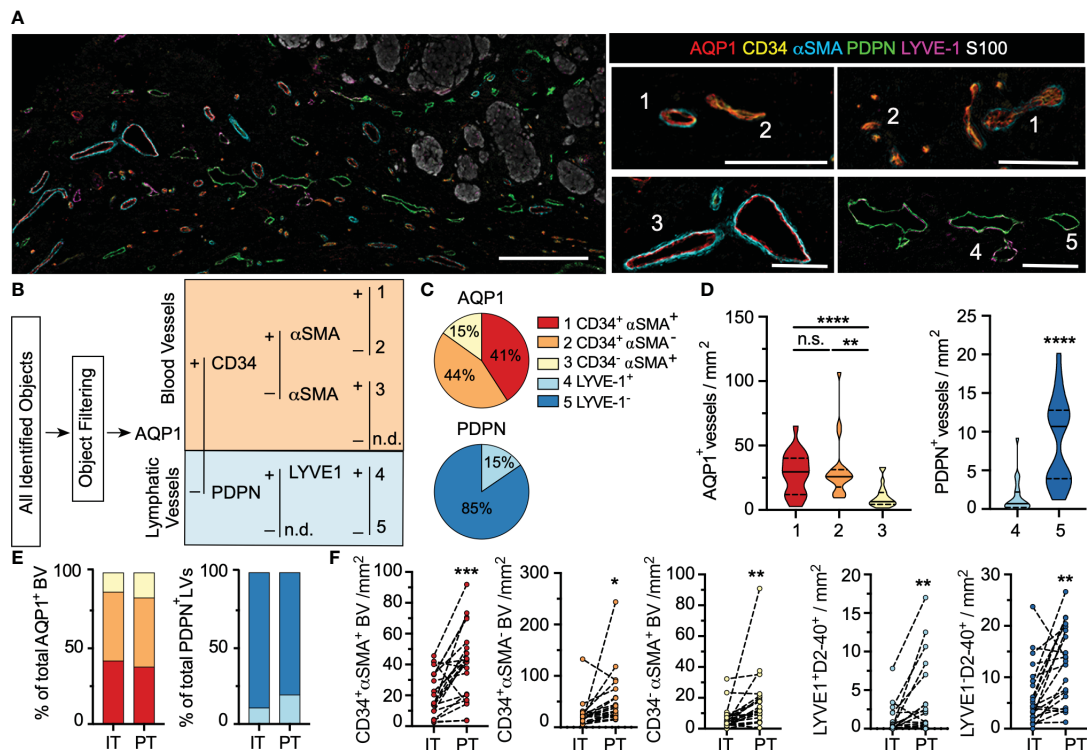 A
AQP1 CD34 αSMA PDPN LYVE-1 S100
1
2
2
1
3
4
5
B
All Identified Objects
Object Filtering
AQP1
Blood Vessels
Lymphatic
Vessels
+
CD34
–
PDPN
+
αSMA
–
αSMA
+
LYVE1
–
n.d.
+
1
–
2
+
3
–
n.d.
+
4
–
5
C
AQP1
15%
41%
44%
1 CD34⁺ αSMA⁺
2 CD34⁺ αSMA⁻
3 CD34⁻ αSMA⁺
4 LYVE-1⁺
5 LYVE-1⁻
PDPN
15%
85%
D
AQP1⁺ vessels / mm²
150
100
50
0
****
n.s.
**
1 2 3
PDPN⁺ vessels / mm²
25
20
15
10
5
0
****
4 5
E
% of total AQP1⁺ BV
100
50
0
IT PT
% of total PDPN⁺LVs
100
50
0
IT PT
F
CD34⁺αSMA⁺ BV /mm²
100
80
60
40
20
0
***
IT PT
CD34⁺αSMA⁻ BV /mm²
300
200
100
0
*
IT PT
CD34⁻ αSMA⁺ BV /mm²
100
80
60
40
20
0
**
IT PT
LYVE1⁺D2-40⁺ / mm²
20
15
10
5
0
**
IT PT
LYVE1⁻D2-40⁺ / mm²
30
20
10
0
**
IT PT